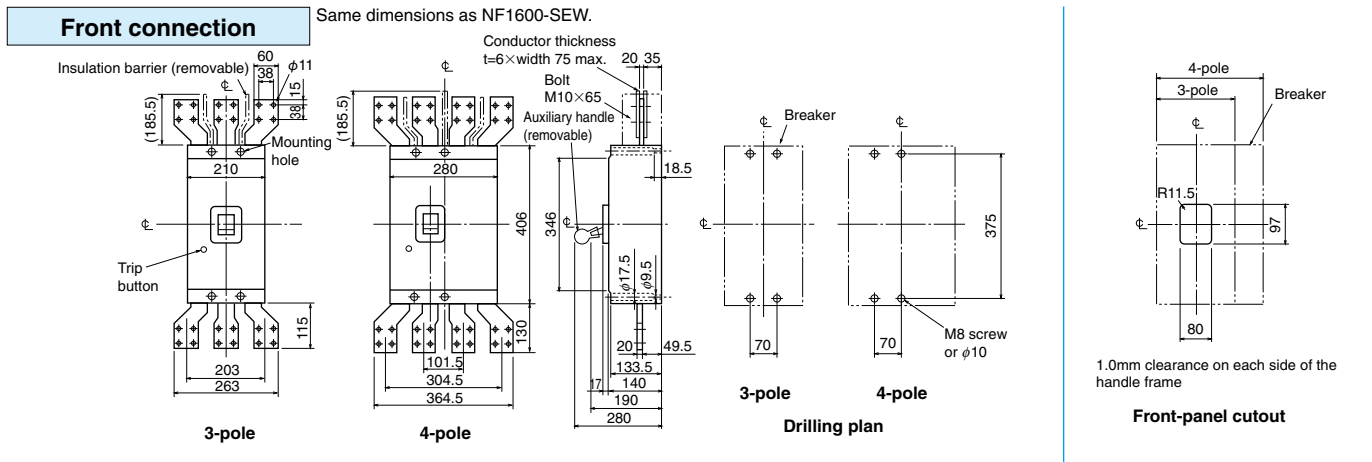 Front connection
Same dimensions as NF1600-SEW.
Insulation barrier (removable)
℄
60
38
φ11
15
38
(185.5)
Mounting
hole
210
℄
Trip
button
115
203
263
3-pole
℄
(185.5)
280
406
130
101.5
304.5
364.5
4-pole
Conductor thickness
t=6×width 75 max.
20
35
Bolt
M10×65
Auxiliary handle
(removable)
18.5
℄
346
φ17.5
φ9.5
20
49.5
133.5
17
140
190
280
℄
Breaker
℄
℄
375
70
70
M8 screw
or φ10
3-pole
4-pole
Drilling plan
4-pole
3-pole
Breaker
℄
R11.5
℄
97
80
1.0mm clearance on each side of the
handle frame
Front-panel cutout